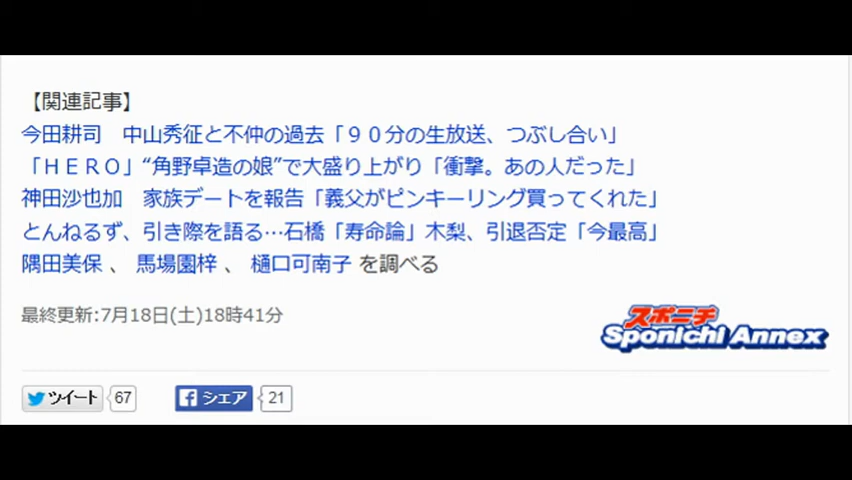 【関連記事】
今田耕司　中山秀征と不仲の過去「９０分の生放送、つぶし合い」
「ＨＥＲＯ」“角野卓造の娘”で大盛り上がり「衝撃。あの人だった」
神田沙也加　家族デートを報告「義父がピンキーリング買ってくれた」
とんねるず、引き際を語る…石橋「寿命論」木梨、引退否定「今最高」
隅田美保 、 馬場園梓 、 樋口可南子 を調べる
最終更新:7月18日(土)18時41分
スポニチ
Sponichi Annex
ツイート 67 シェア 21